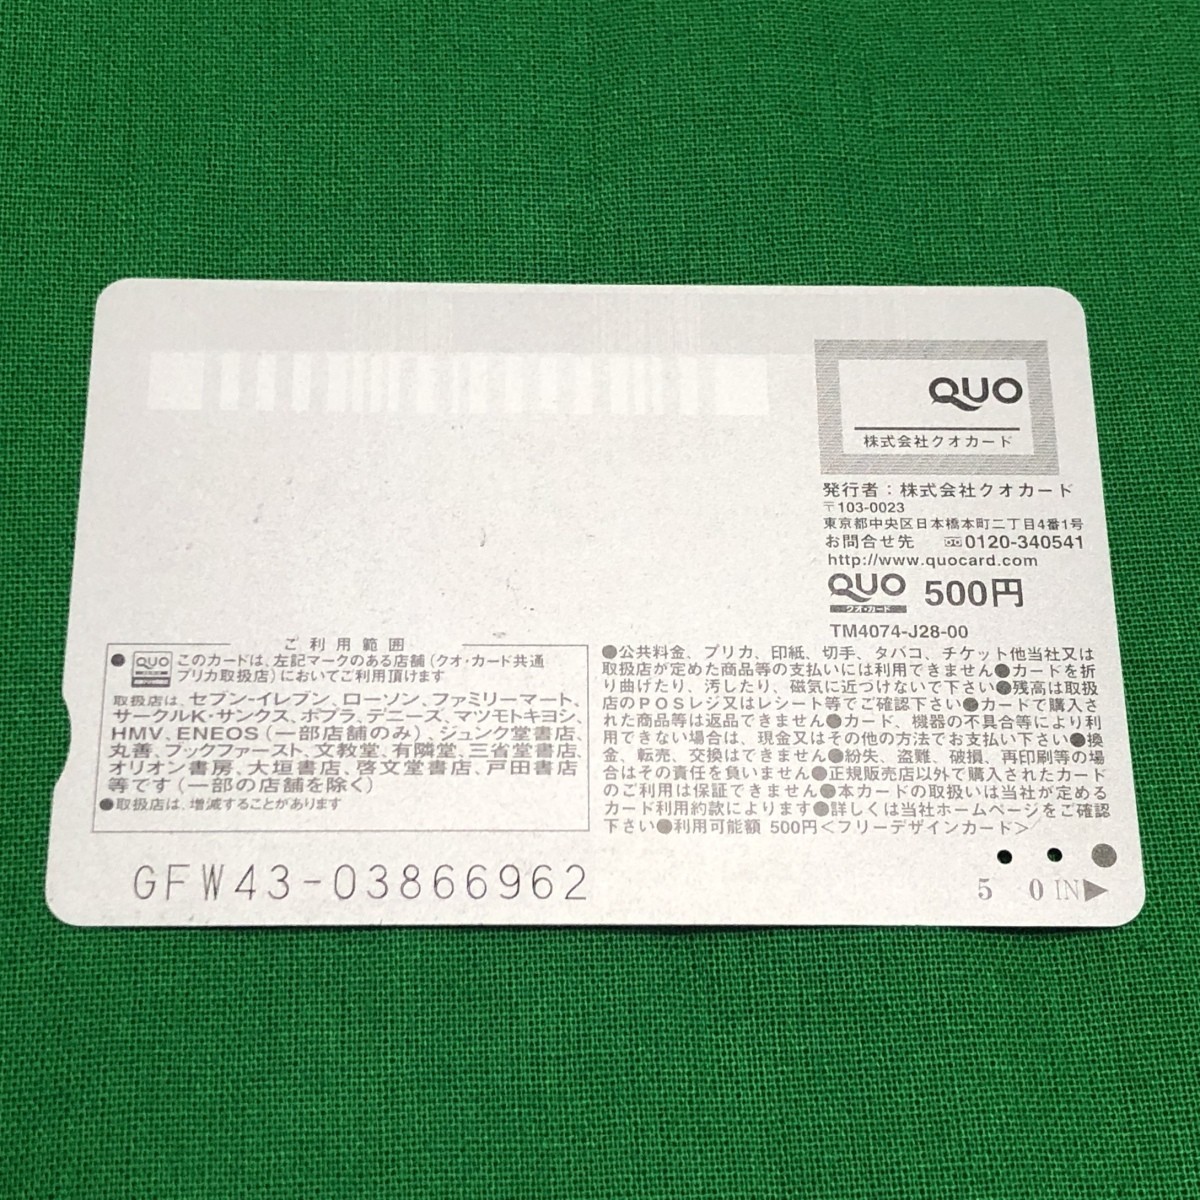 QUO
株式会社クオカード
発行者：株式会社クオカード
〒103-0023
東京都中央区日本橋本町二丁目4番1号
お問合せ先 0120-340541
http://www.quocard.com
QUO 500円
クオ・カード
TM4074-J28-00
ご利用範囲
●QUO このカードは、左記マークのある店舗（クオ・カード共通
プリカ取扱店）においてご利用頂けます
取扱店は、セブン-イレブン、ローソン、ファミリーマート、
サークルK・サンクス、ポプラ、デニーズ、マツモトキヨシ、
HMV、ENEOS（一部店舗のみ）、ジュンク堂書店、
丸善、ブックファースト、文教堂、有隣堂、三省堂書店、
オリオン書房、大垣書店、啓文堂書店、戸田書店
等です（一部の店舗を除く）
●取扱店は、増減することがあります
●公共料金、プリカ、印紙、切手、タバコ、チケット他当社又は
取扱店が定めた商品等の支払いには利用できません●カードを折
り曲げたり、汚したり、磁気に近づけないで下さい●残高は取扱
店のPOSレジ又はレシート等でご確認下さい●カードで購入さ
れた商品等は返品できません●カード、機器の不具合等により利
用できない場合は、現金又はその他の方法でお支払い下さい●換
金、転売、交換はできません●紛失、盗難、破損、再印刷等の場
合はその責任を負いません●正規販売店以外で購入されたカード
のご利用は保証できません●本カードの取扱いは当社が定める
カード利用約款によります●詳しくは当社ホームページをご確認
下さい●利用可能額 500円＜フリーデザインカード＞
GFW43-03866962
5 0 IN▶